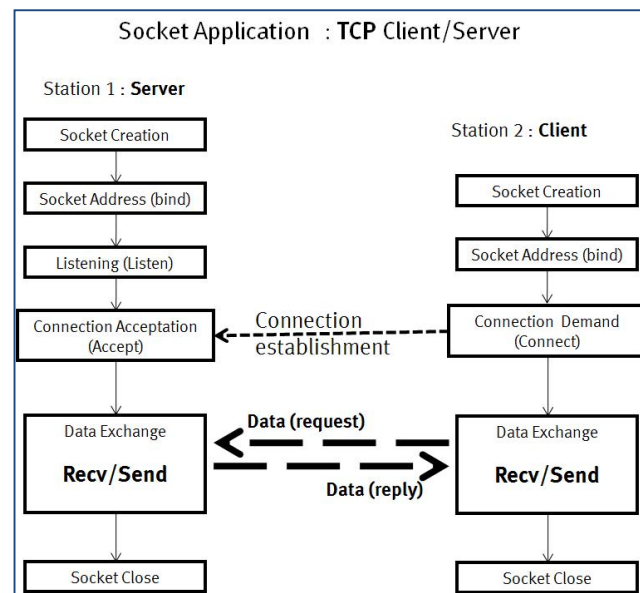 Socket Application : TCP Client/Server
Station 1 : Server
Socket Creation
Socket Address (bind)
Listening (Listen)
Connection Acceptation
(Accept)
Data Exchange
Recv/Send
Socket Close
Connection
establishment
Data (request)
Data (reply)
Station 2 : Client
Socket Creation
Socket Address (bind)
Connection Demand
(Connect)
Data Exchange
Recv/Send
Socket Close